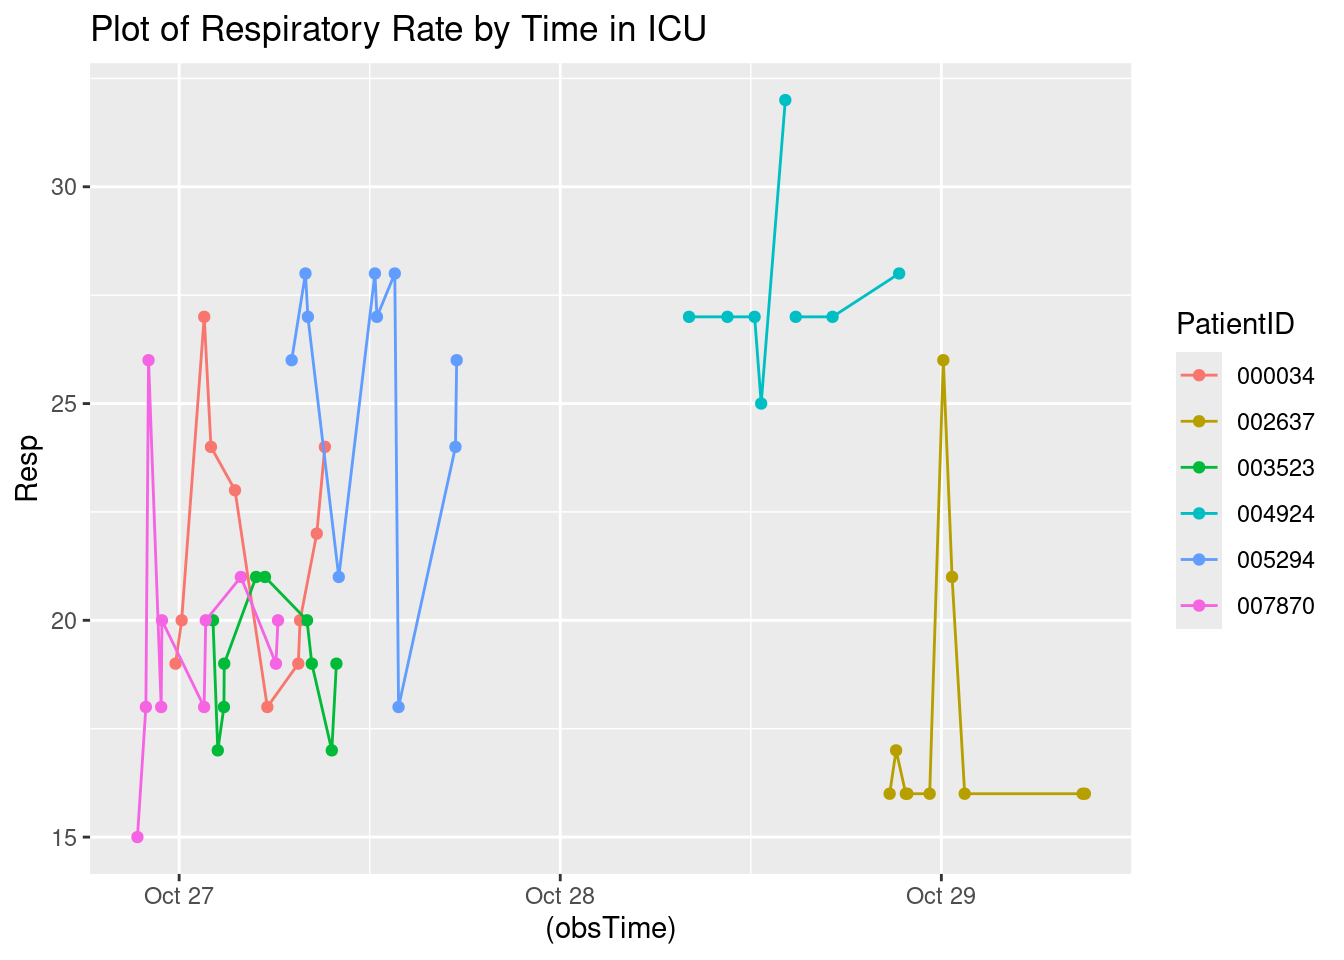 Plot of Respiratory Rate by Time in ICU
Resp
30
25
20
15
Oct 27
Oct 28
Oct 29
(obsTime)
PatientID
000034
002637
003523
004924
005294
007870